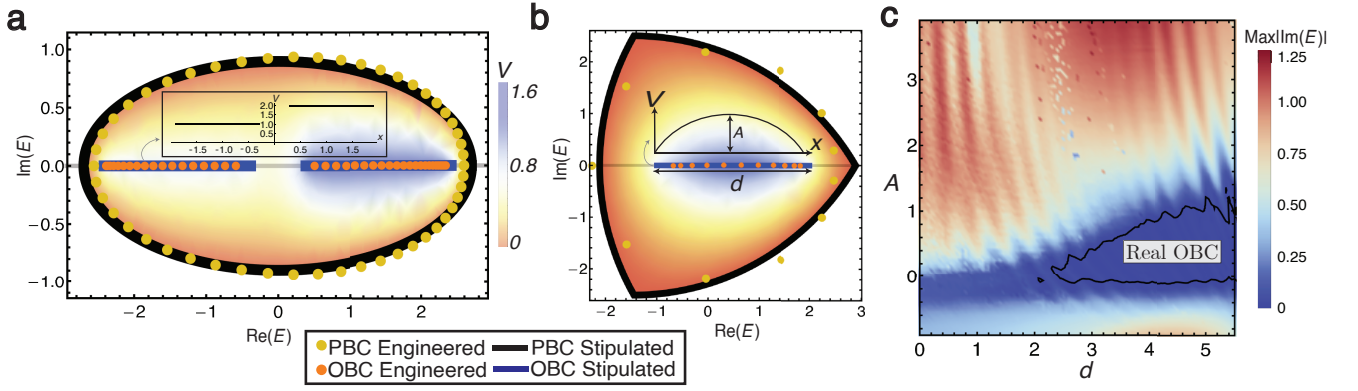 a
1.0
0.5
0.0
−0.5
−1.0
Im(E)
−2
−1
0
1
2
Re(E)
V
2.0
1.5
1.0
0.5
x
−1.5
−1.0
−0.5
0.5
1.0
1.5
V
1.6
0.8
0
b
2
1
0
−1
−2
Im(E)
V
A
x
d
−2
−1
0
1
2
3
Re(E)
c
3
2
1
0
A
Real OBC
0
1
2
3
4
5
d
Max|Im(E)|
1.25
1.00
0.75
0.50
0.25
0
PBC Engineered
PBC Stipulated
OBC Engineered
OBC Stipulated